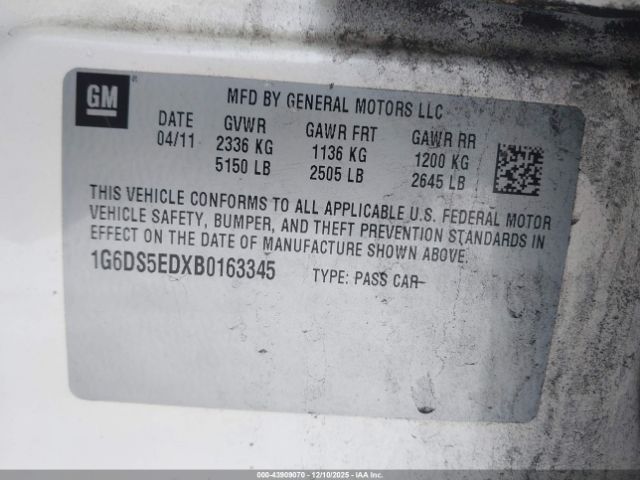 GM
MFD BY GENERAL MOTORS LLC
DATE GVWR GAWR FRT GAWR RR
04/11 2336 KG 1136 KG 1200 KG
5150 LB 2505 LB 2645 LB
THIS VEHICLE CONFORMS TO ALL APPLICABLE U.S. FEDERAL MOTOR
VEHICLE SAFETY, BUMPER, AND THEFT PREVENTION STANDARDS IN
EFFECT ON THE DATE OF MANUFACTURE SHOWN ABOVE.
1G6DS5EDXB0163345 TYPE: PASS CAR
000-43909070 • 12/10/2025 • IAAI.COM